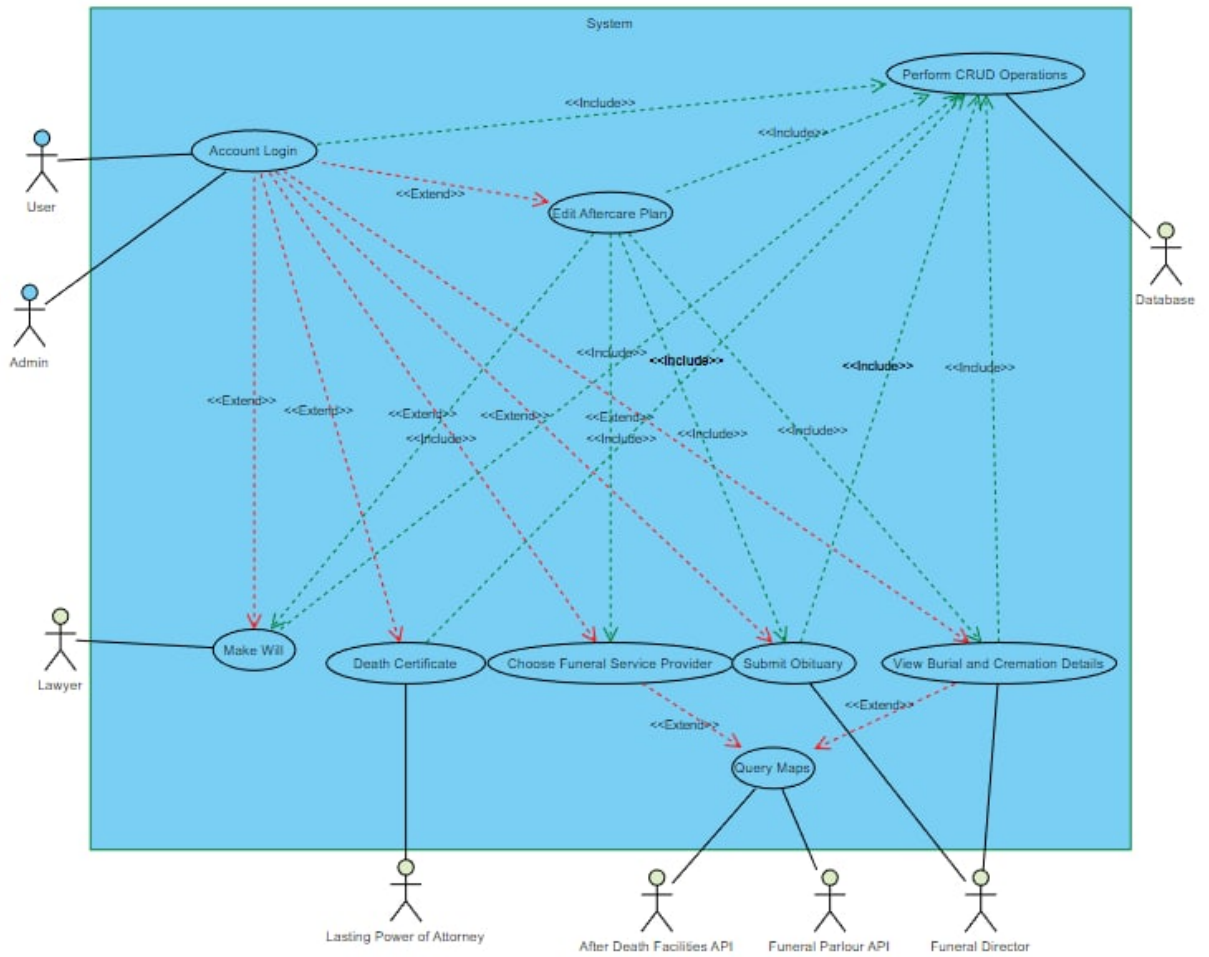 System
Perform CRUD Operations
<<Include>>
<<Include>>
Account Login
User
<<Extend>>
Edit Aftercare Plan
Database
Admin
<<Include>>
<<Include>>
<<Include>>
<<Include>>
<<Extend>>
<<Extend>>
<<Extend>>
<<Extend>>
<<Extend>>
<<Include>>
<<Include>>
<<Include>>
<<Include>>
Make Will
Death Certificate
Choose Funeral Service Provider
Submit Obituary
View Burial and Cremation Details
Lawyer
<<Extend>>
<<Extend>>
Query Maps
Lasting Power of Attorney
After Death Facilities API
Funeral Parlour API
Funeral Director